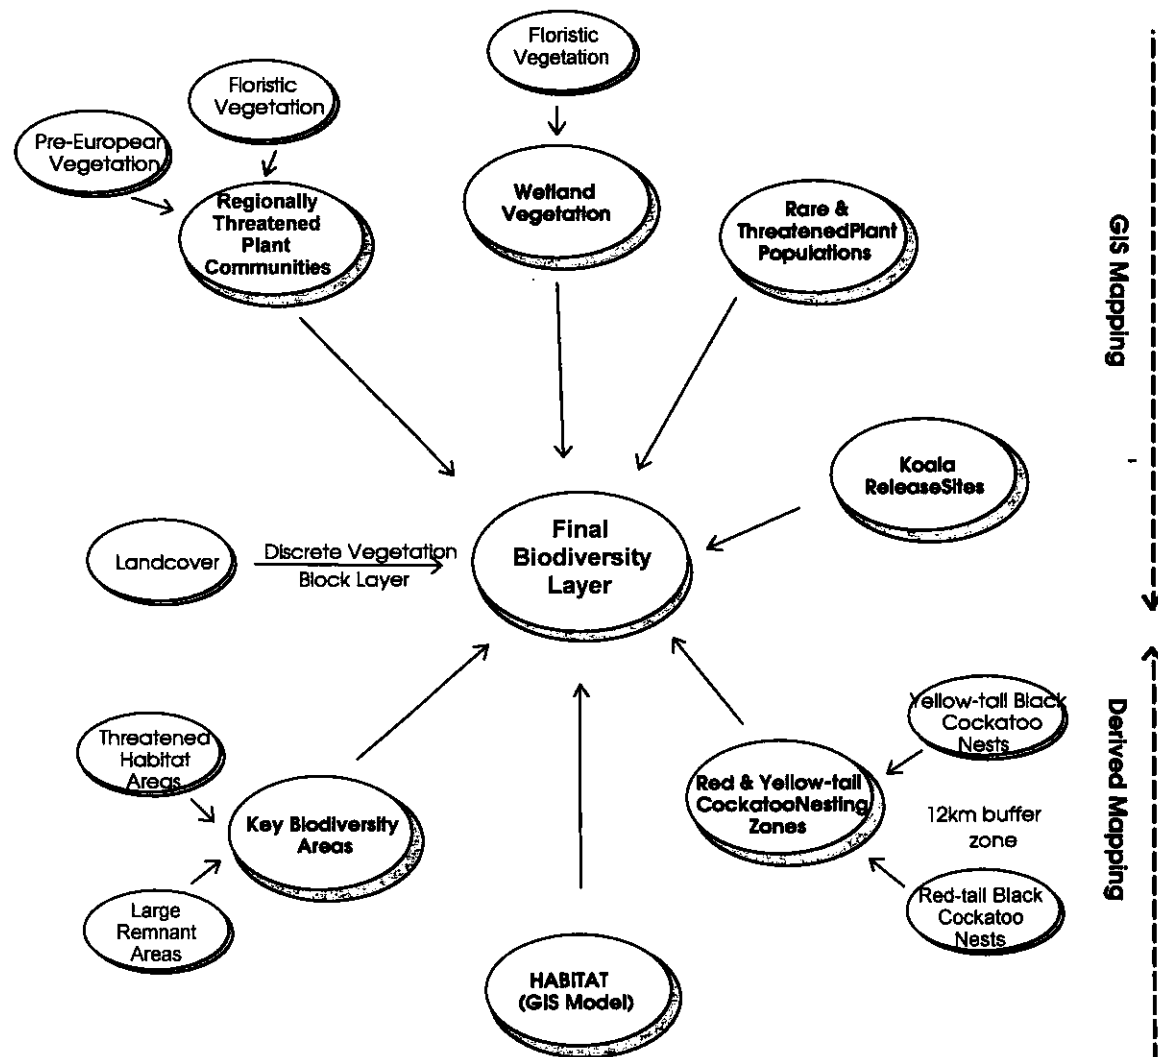 Floristic
Vegetation
Floristic
Vegetation
Pre-European
Vegetation
Regionally
Threatened
Plant
Communities
Wetland
Vegetation
Rare &
ThreatenedPlant
Populations
GIS Mapping
Koala
ReleaseSites
Final
Biodiversity
Layer
Landcover
Discrete Vegetation
Block Layer
Threatened
Habitat
Areas
Key Biodiversity
Areas
Large
Remnant
Areas
HABITAT
(GIS Model)
Red & Yellow-tail
CockatooNesting
Zones
Yellow-tail Black
Cockatoo
Nests
12km buffer
zone
Red-tail Black
Cockatoo
Nests
Derived Mapping